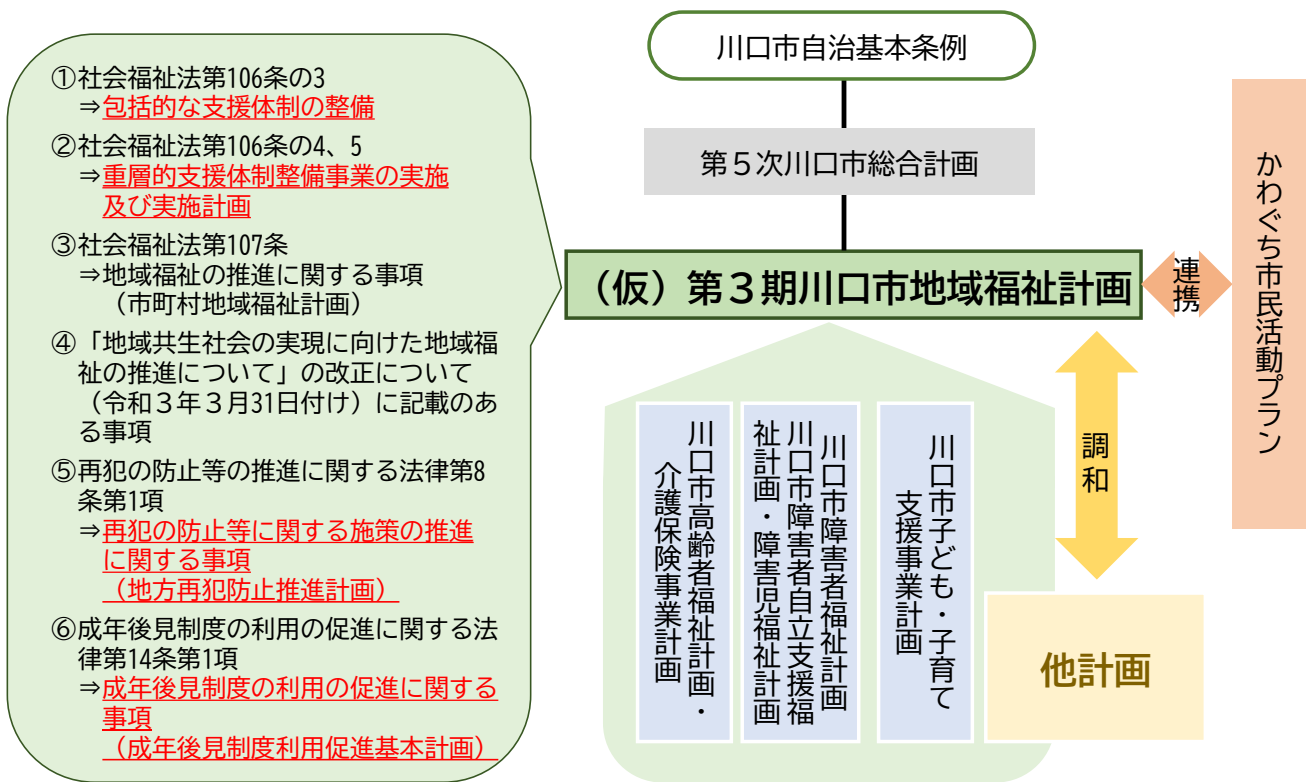 川口市自治基本条例
第５次川口市総合計画
（仮）第３期川口市地域福祉計画
①社会福祉法第106条の3
⇒包括的な支援体制の整備
②社会福祉法第106条の4、5
⇒重層的支援体制整備事業の実施
及び実施計画
③社会福祉法第107条
⇒地域福祉の推進に関する事項
（市町村地域福祉計画）
④「地域共生社会の実現に向けた地域福
祉の推進について」の改正について
（令和３年３月31日付け）に記載のあ
る事項
⑤再犯の防止等の推進に関する法律第8
条第1項
⇒再犯の防止等に関する施策の推進
に関する事項
（地方再犯防止推進計画）
⑥成年後見制度の利用の促進に関する法
律第14条第1項
⇒成年後見制度の利用の促進に関する
事項
（成年後見制度利用促進基本計画）
連携
かわぐち市民活動プラン
調和
川口市高齢者福祉計画・
介護保険事業計画
川口市障害者福祉計画
川口市障害者自立支援福
祉計画・障害児福祉計画
川口市子ども・子育て
支援事業計画
他計画